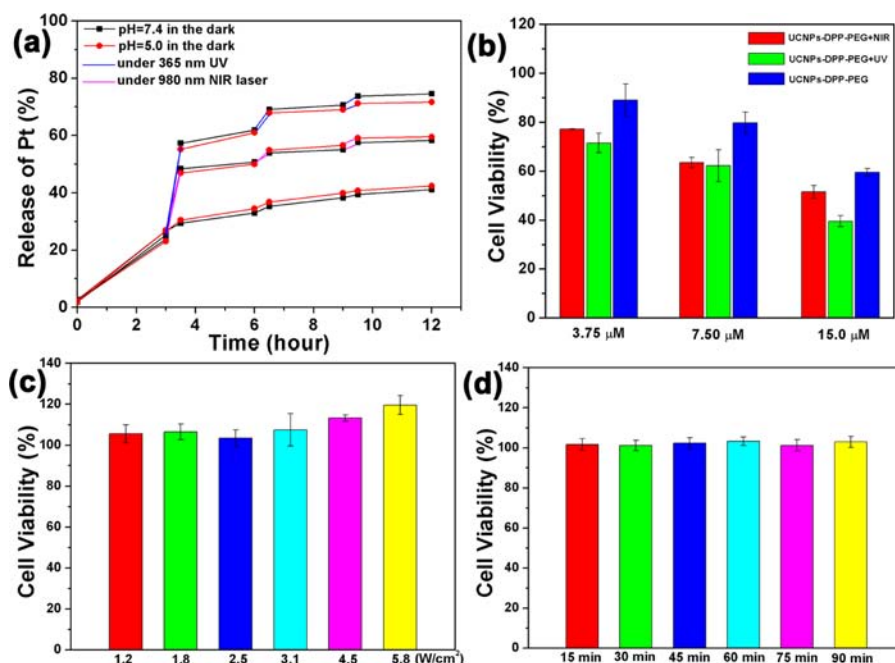 (a)
pH=7.4 in the dark
pH=5.0 in the dark
under 365 nm UV
under 980 nm NIR laser
Release of Pt (%)
100
80
60
40
20
0
0 2 4 6 8 10 12
Time (hour)
(b)
UCNPs-DPP-PEG+NIR
UCNPs-DPP-PEG+UV
UCNPs-DPP-PEG
Cell Viability (%)
120
100
80
60
40
20
0
3.75 μM 7.50 μM 15.0 μM
(c)
Cell Viability (%)
140
120
100
80
60
40
20
0
1.2 1.8 2.5 3.1 4.5 5.8 (W/cm²)
(d)
Cell Viability (%)
140
120
100
80
60
40
20
0
15 min 30 min 45 min 60 min 75 min 90 min